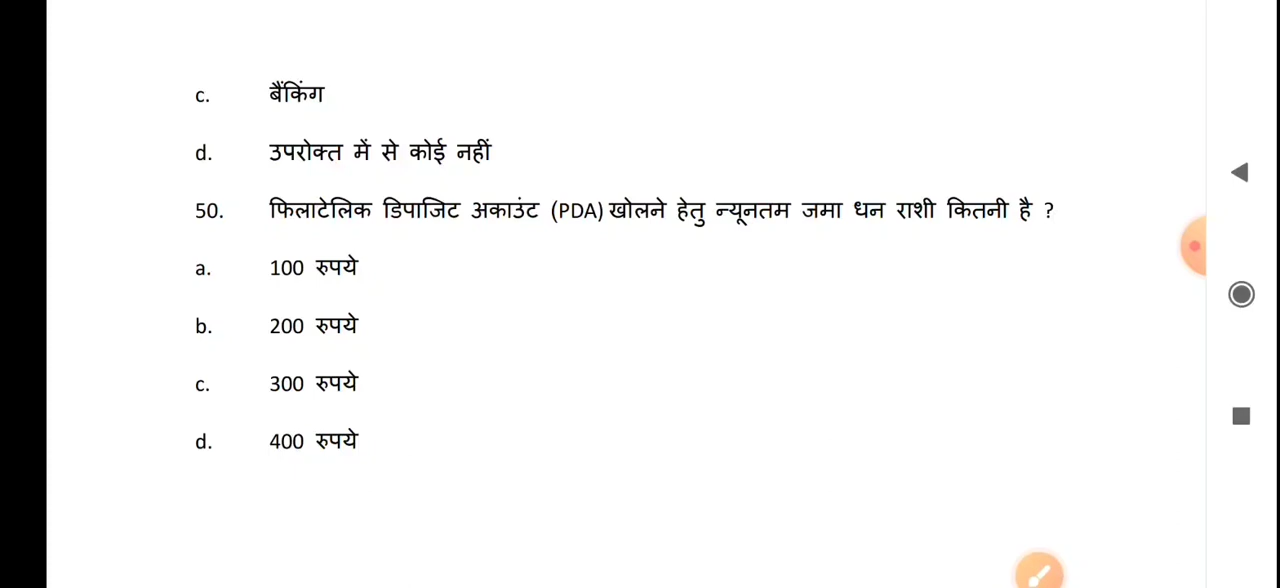 c. बैंकिंग
d. उपरोक्त में से कोई नहीं
50. फिलाटेलिक डिपाजिट अकाउंट (PDA) खोलने हेतु न्यूनतम जमा धन राशी कितनी है ?
a. 100 रुपये
b. 200 रुपये
c. 300 रुपये
d. 400 रुपये